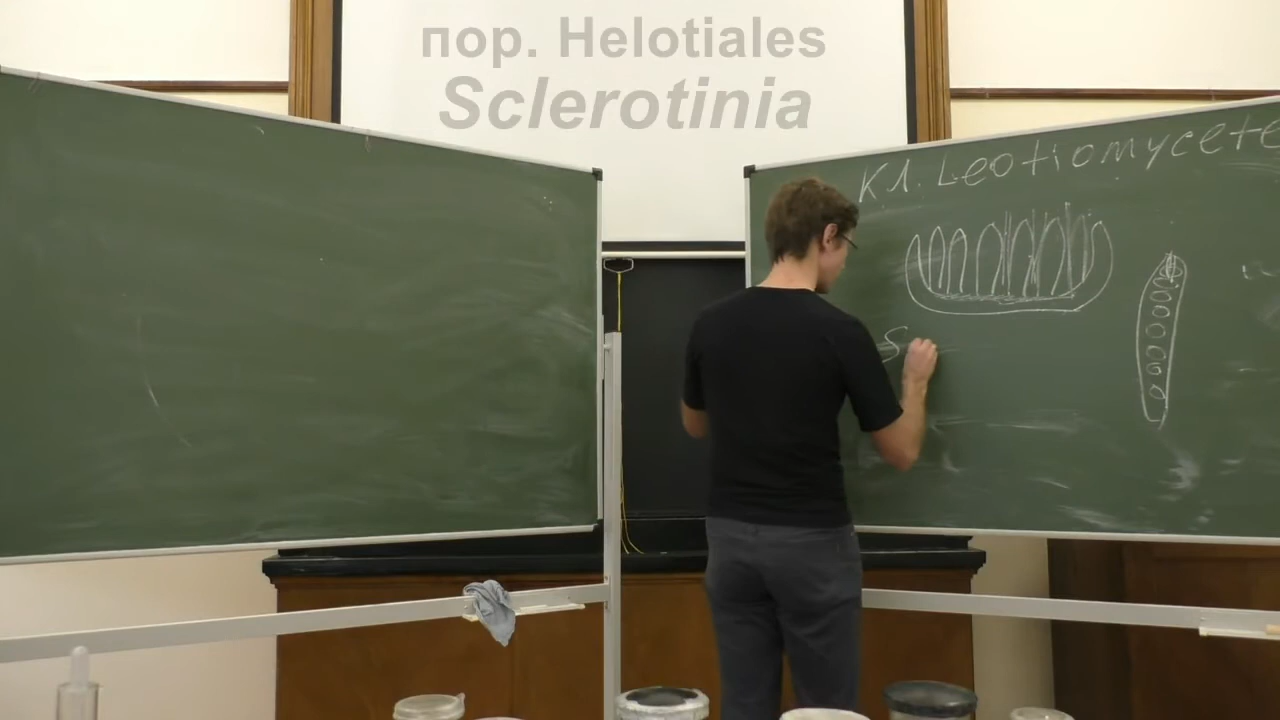 пор. Helotiales
Sclerotinia
Кл. Leotiomycete
S